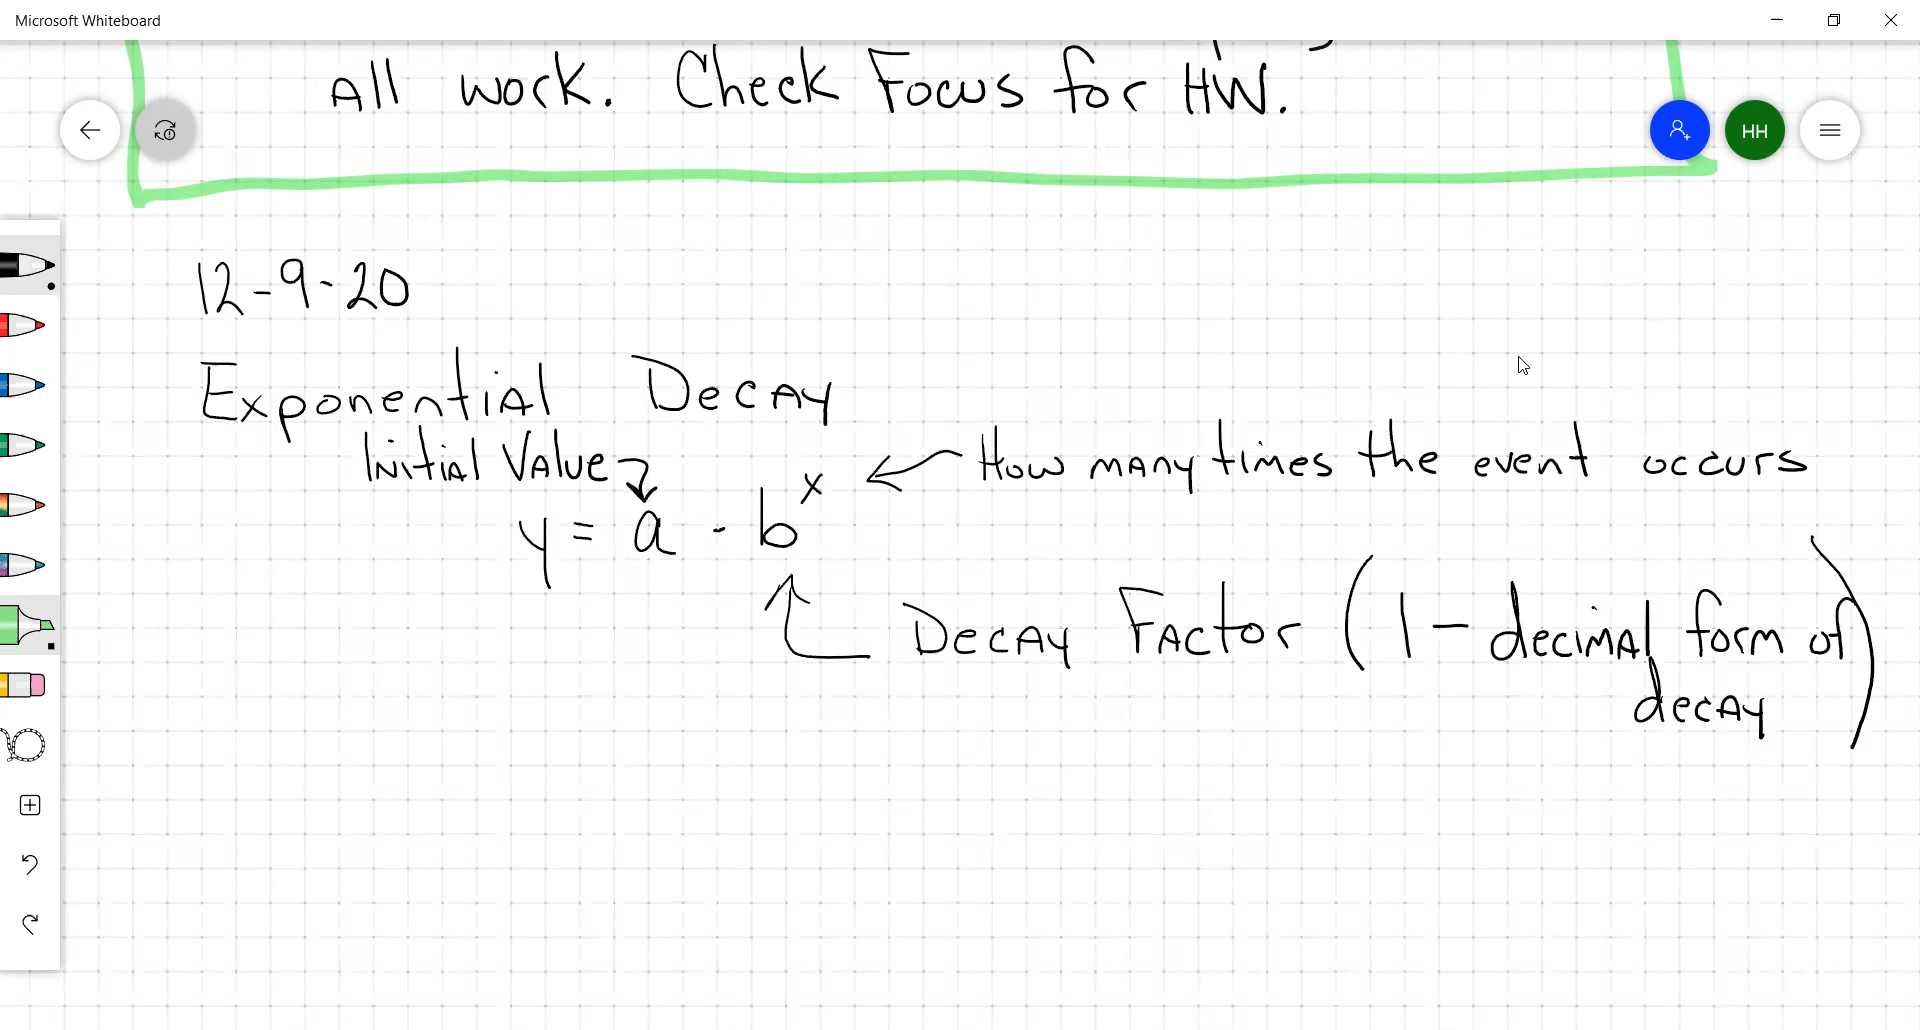 Microsoft Whiteboard
All work. Check Focus for HW.
HH
12-9-20
Exponential Decay
Initial Value
How many times the event occurs
y = a · b^x
Decay Factor (1 - decimal form of
decay)